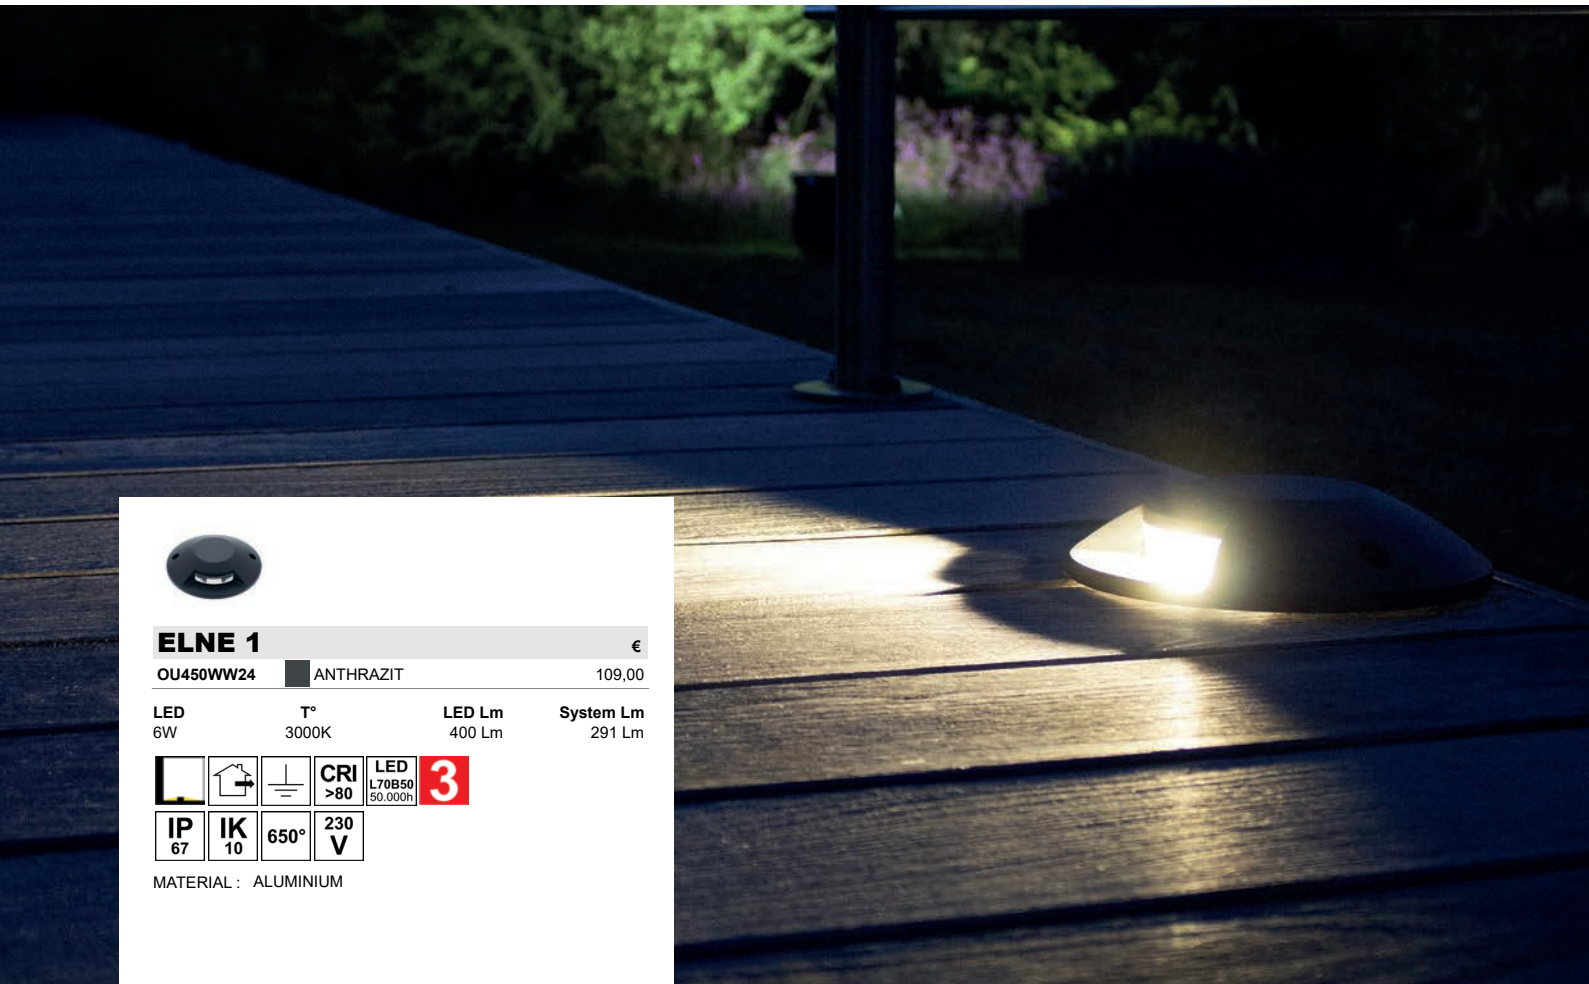 ELNE 1 €
OU450WW24 ANTHRAZIT 109,00
LED T° LED Lm System Lm
6W 3000K 400 Lm 291 Lm
CRI >80 LED L70B50 50.000h 3
IP 67 IK 10 650° 230 V
MATERIAL : ALUMINIUM